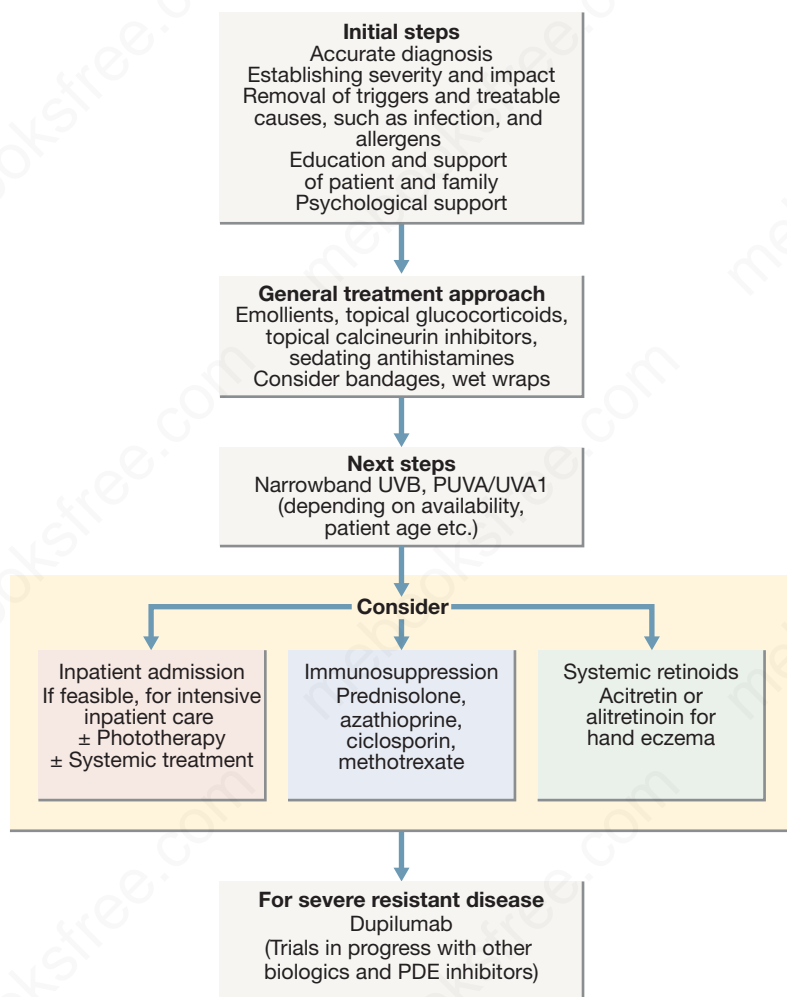 Initial steps
Accurate diagnosis
Establishing severity and impact
Removal of triggers and treatable
causes, such as infection, and
allergens
Education and support
of patient and family
Psychological support
General treatment approach
Emollients, topical glucocorticoids,
topical calcineurin inhibitors,
sedating antihistamines
Consider bandages, wet wraps
Next steps
Narrowband UVB, PUVA/UVA1
(depending on availability,
patient age etc.)
Consider
Inpatient admission
If feasible, for intensive
inpatient care
± Phototherapy
± Systemic treatment
Immunosuppression
Prednisolone,
azathioprine,
ciclosporin,
methotrexate
Systemic retinoids
Acitretin or
alitretinoin for
hand eczema
For severe resistant disease
Dupilumab
(Trials in progress with other
biologics and PDE inhibitors)
mebooksfree.com